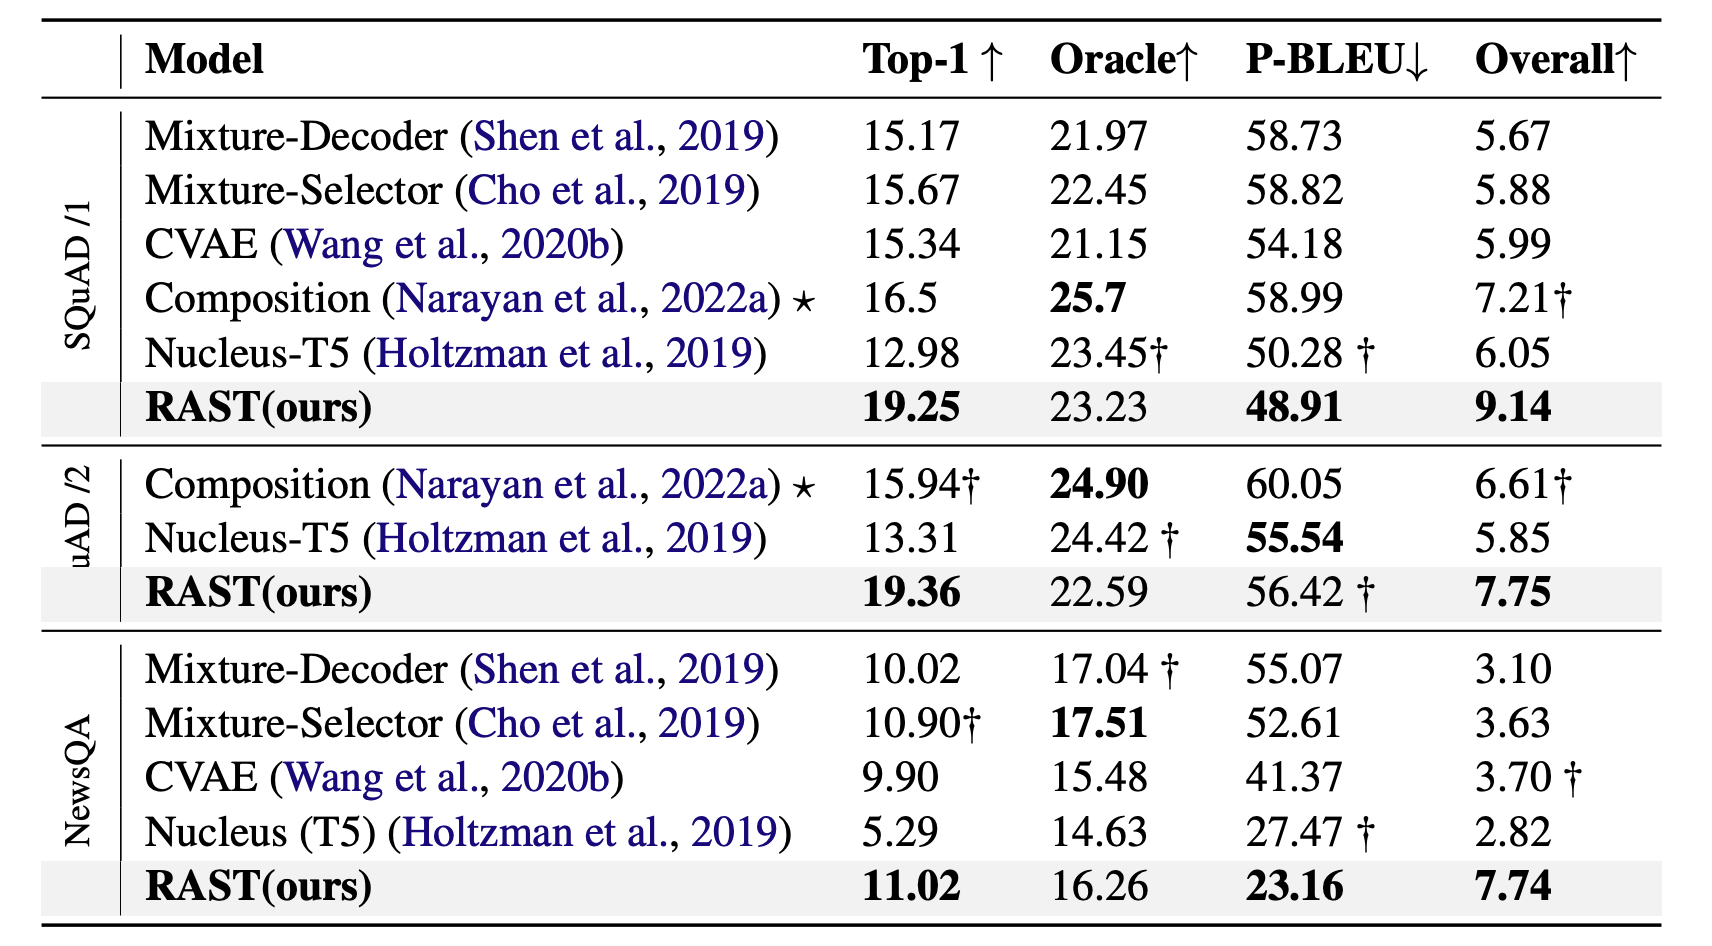 Model Top-1 ↑ Oracle↑ P-BLEU↓ Overall↑
SQuAD /1
Mixture-Decoder (Shen et al., 2019) 15.17 21.97 58.73 5.67
Mixture-Selector (Cho et al., 2019) 15.67 22.45 58.82 5.88
CVAE (Wang et al., 2020b) 15.34 21.15 54.18 5.99
Composition (Narayan et al., 2022a) ⋆ 16.5 25.7 58.99 7.21†
Nucleus-T5 (Holtzman et al., 2019) 12.98 23.45† 50.28 † 6.05
RAST(ours) 19.25 23.23 48.91 9.14
uAD /2
Composition (Narayan et al., 2022a) ⋆ 15.94† 24.90 60.05 6.61†
Nucleus-T5 (Holtzman et al., 2019) 13.31 24.42 † 55.54 5.85
RAST(ours) 19.36 22.59 56.42 † 7.75
NewsQA
Mixture-Decoder (Shen et al., 2019) 10.02 17.04 † 55.07 3.10
Mixture-Selector (Cho et al., 2019) 10.90† 17.51 52.61 3.63
CVAE (Wang et al., 2020b) 9.90 15.48 41.37 3.70 †
Nucleus (T5) (Holtzman et al., 2019) 5.29 14.63 27.47 † 2.82
RAST(ours) 11.02 16.26 23.16 7.74